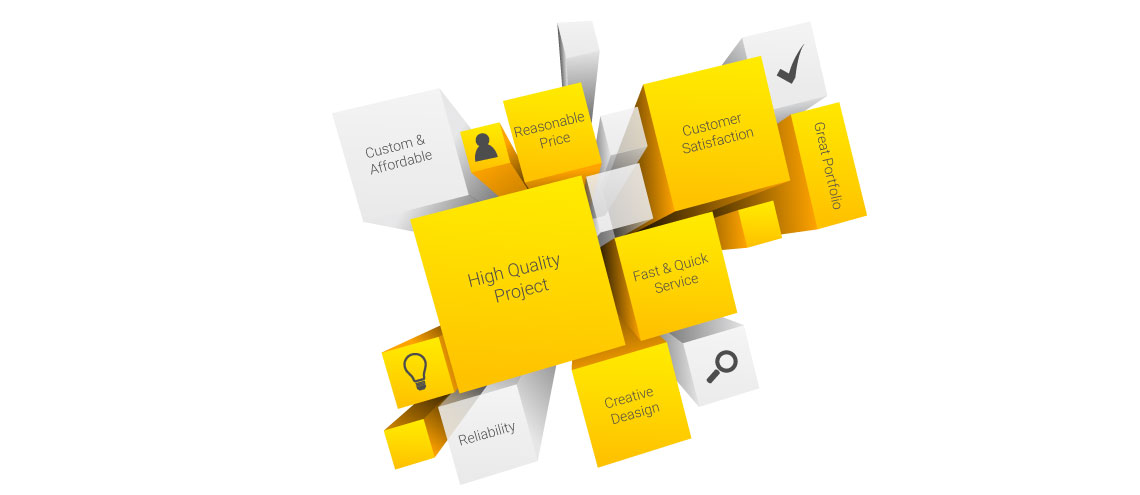 Custom &
Affordable
Reasonable
Price
Customer
Satisfaction
Great Portfolio
High Quality
Project
Fast & Quick
Service
Creative
Deasign
Reliability